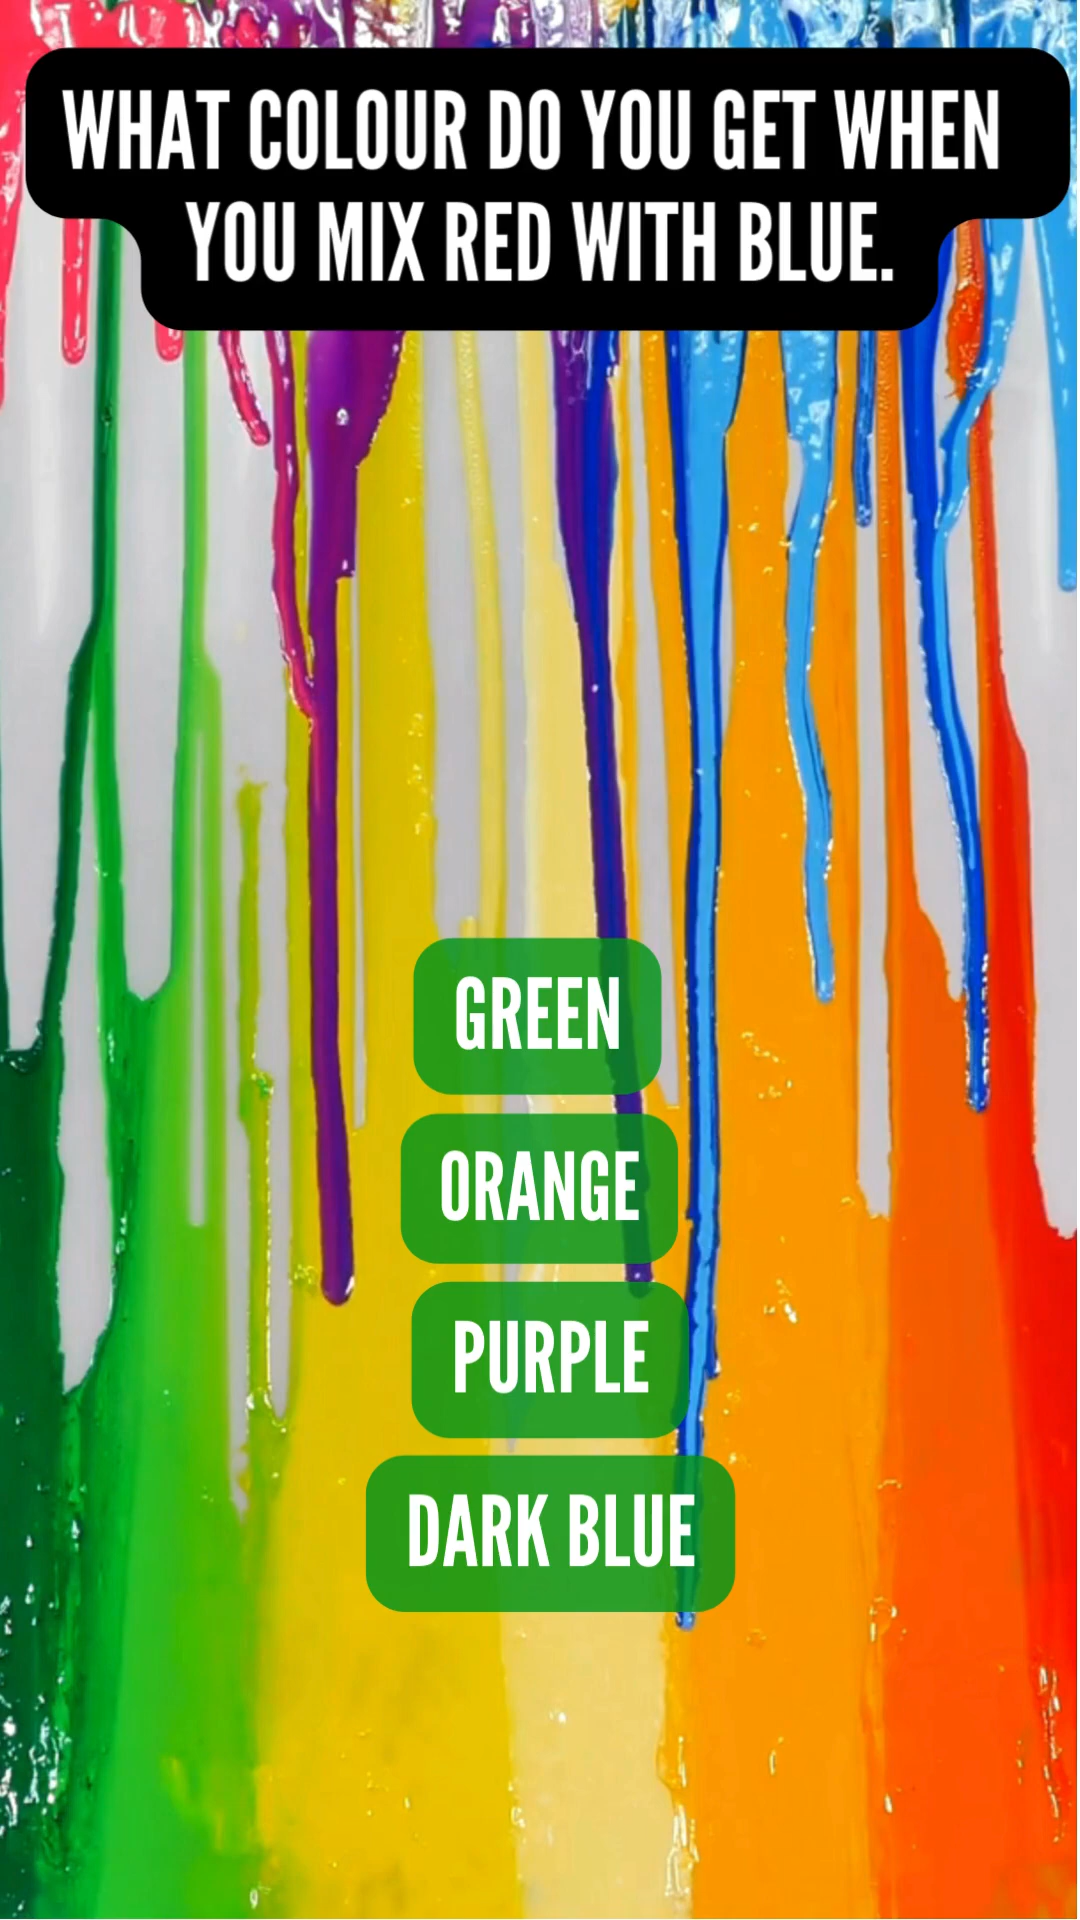 WHAT COLOUR DO YOU GET WHEN
YOU MIX RED WITH BLUE.
GREEN
ORANGE
PURPLE
DARK BLUE